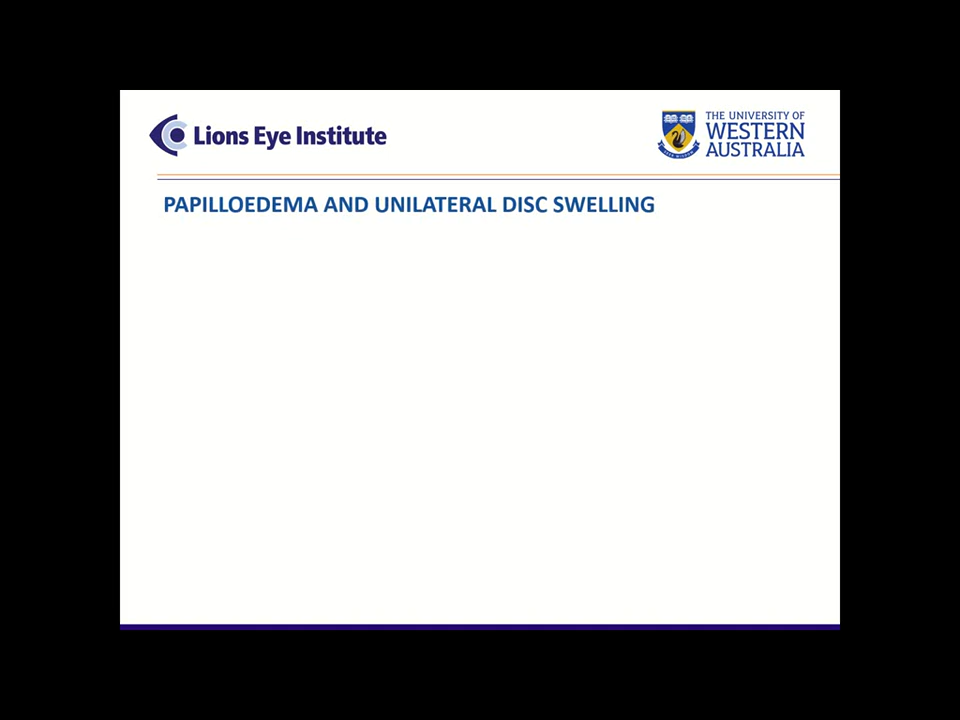 Lions Eye Institute
THE UNIVERSITY OF
WESTERN
AUSTRALIA
PAPILLOEDEMA AND UNILATERAL DISC SWELLING